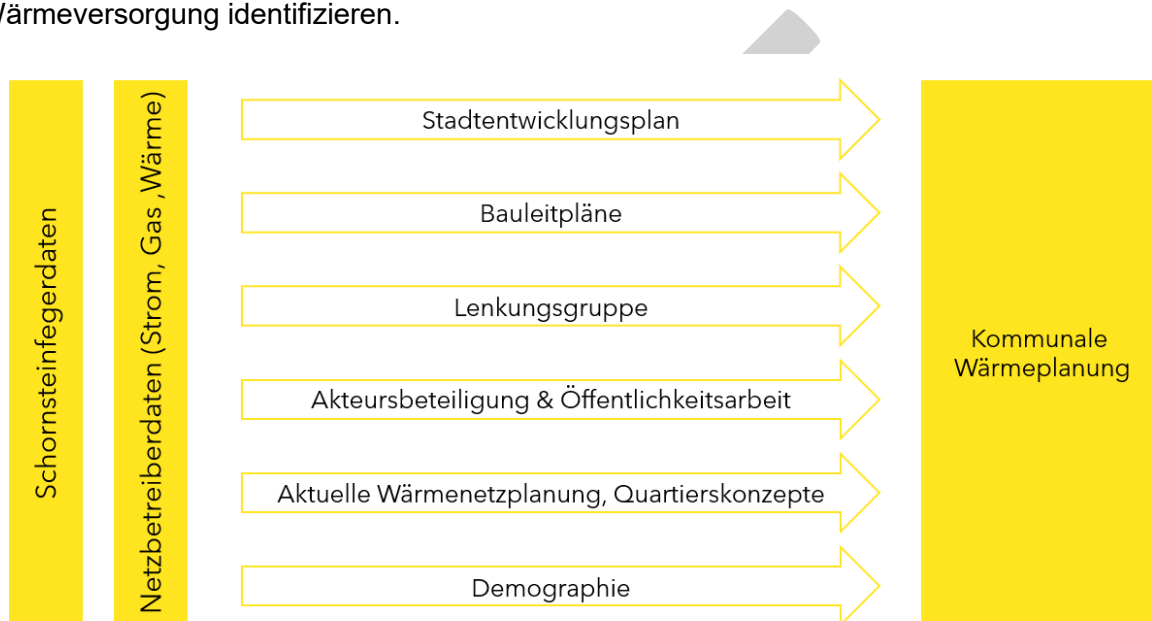 Wärmeversorgung identifizieren.
Schornsteinfegerdaten
Netzbetreiberdaten (Strom, Gas ,Wärme)
Stadtentwicklungsplan
Bauleitpläne
Lenkungsgruppe
Akteursbeteiligung & Öffentlichkeitsarbeit
Aktuelle Wärmenetzplanung, Quartierskonzepte
Demographie
Kommunale
Wärmeplanung